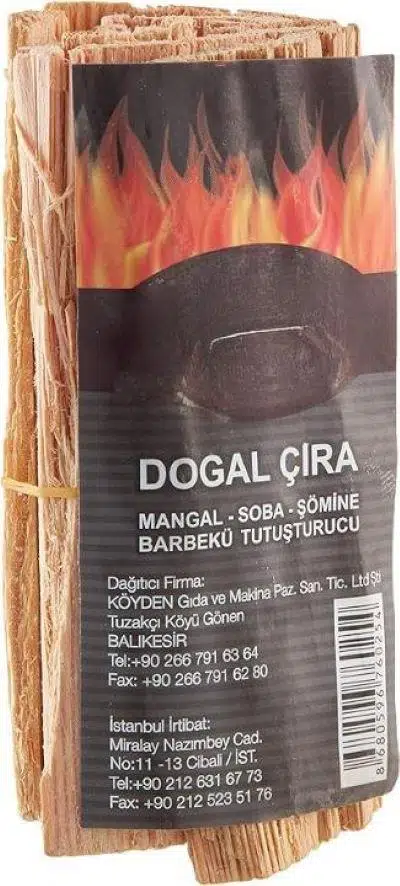 DOGAL ÇIRA
MANGAL - SOBA - ŞÖMİNE
BARBEKÜ TUTUŞTURUCU
Dağıtıcı Firma:
KÖYDEN Gıda ve Makina Paz. San. Tic. Ltd Şti
Tuzakçı Köyü Gönen
BALIKESİR
Tel:+90 266 791 63 64
Fax: +90 266 791 62 80
İstanbul İrtibat:
Miralay Nazımbey Cad.
No:11 -13 Cibali / İST.
Tel:+90 212 631 67 73
Fax: +90 212 523 51 76
8680596760254